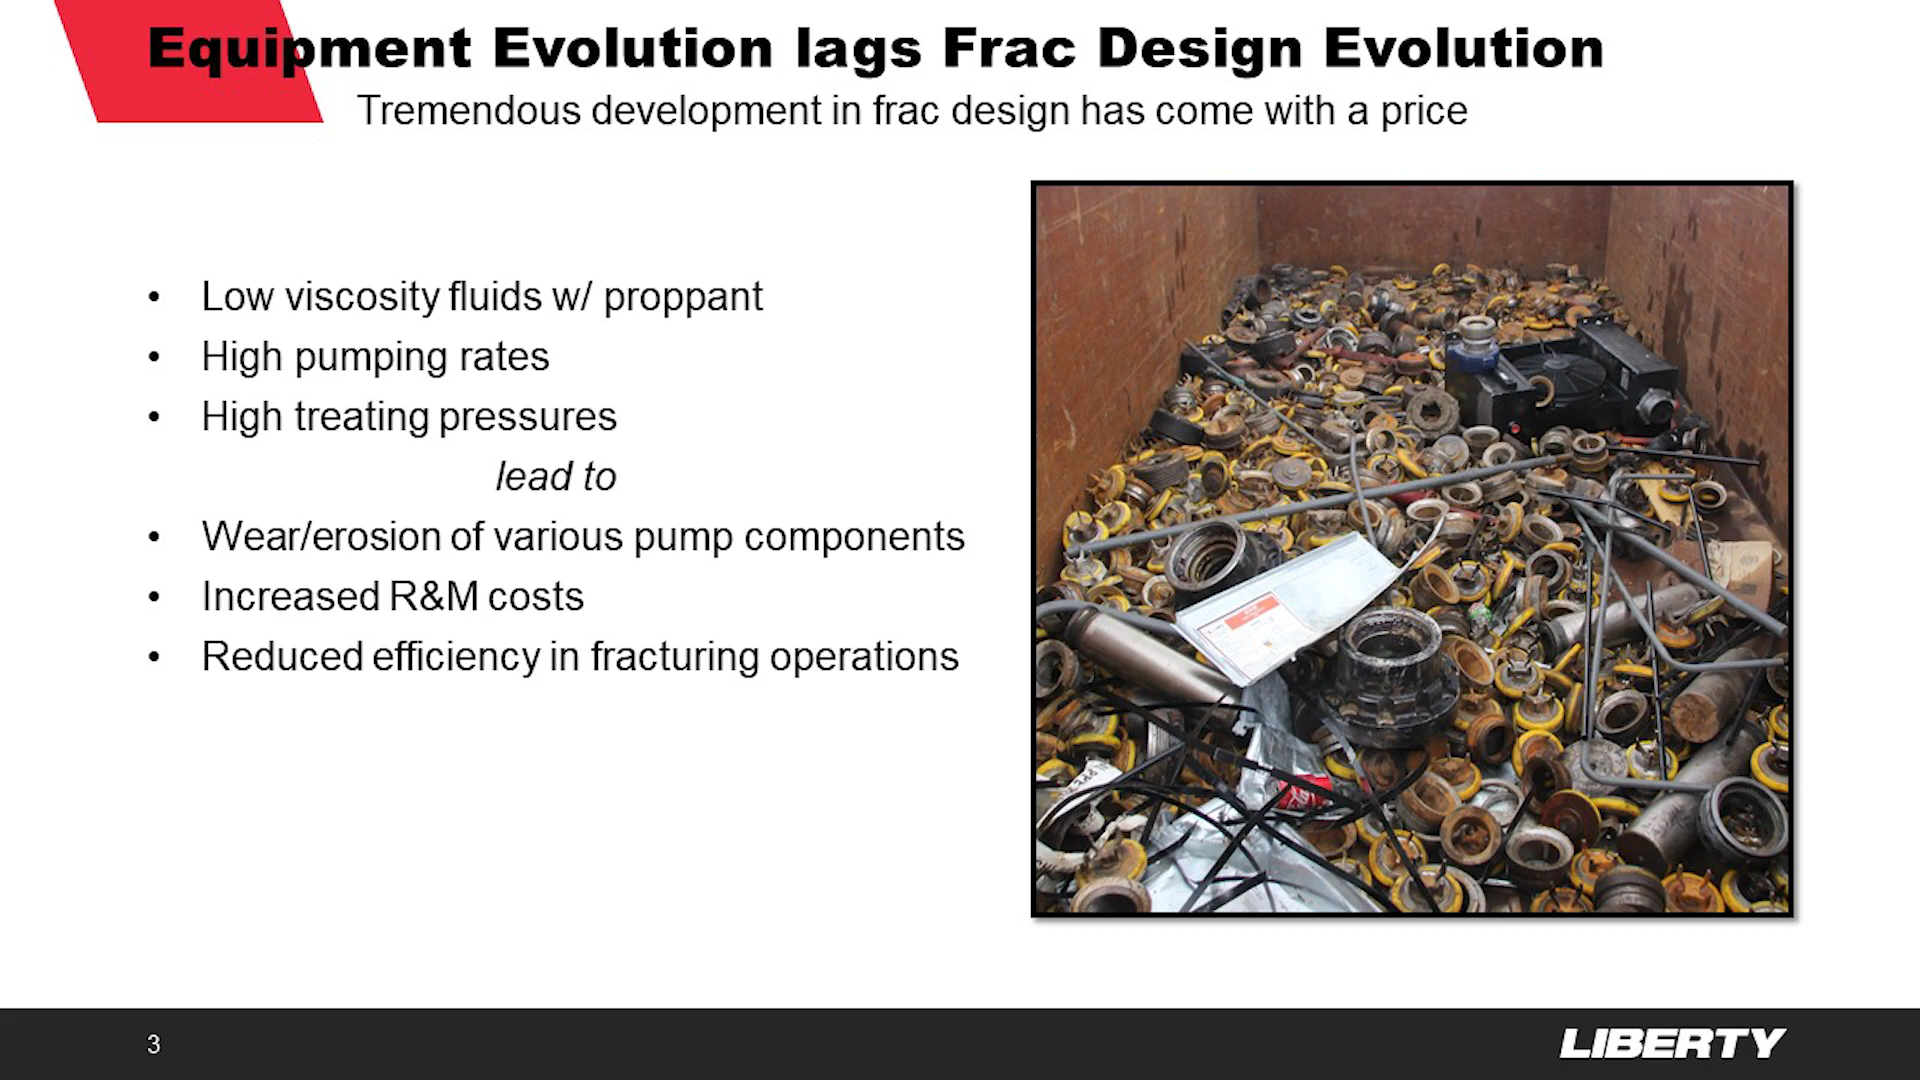 Equipment Evolution lags Frac Design Evolution
Tremendous development in frac design has come with a price
• Low viscosity fluids w/ proppant
• High pumping rates
• High treating pressures
lead to
• Wear/erosion of various pump components
• Increased R&M costs
• Reduced efficiency in fracturing operations
3
LIBERTY